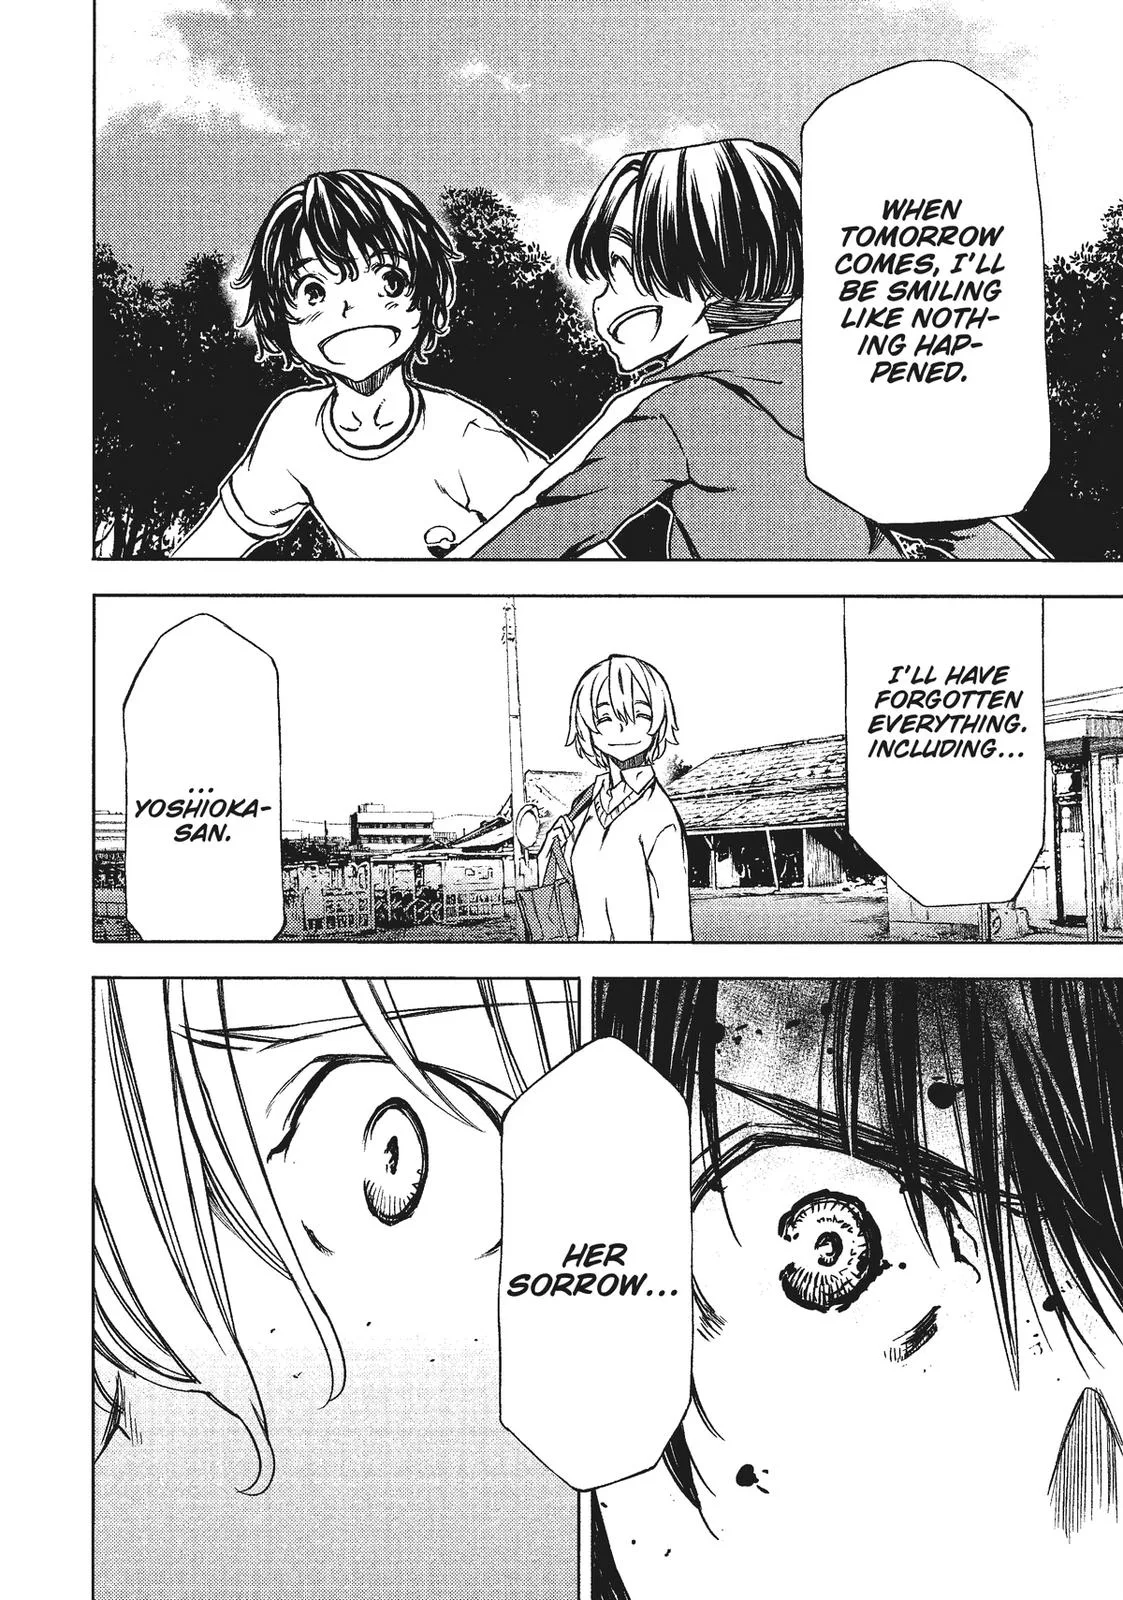 WHEN
TOMORROW
COMES, I'LL
BE SMILING
LIKE NOTH-
ING HAP-
PENED.
I'LL HAVE
FORGOTTEN
EVERYTHING.
INCLUDING...
...
YOSHIOKA-
SAN.
HER
SORROW...